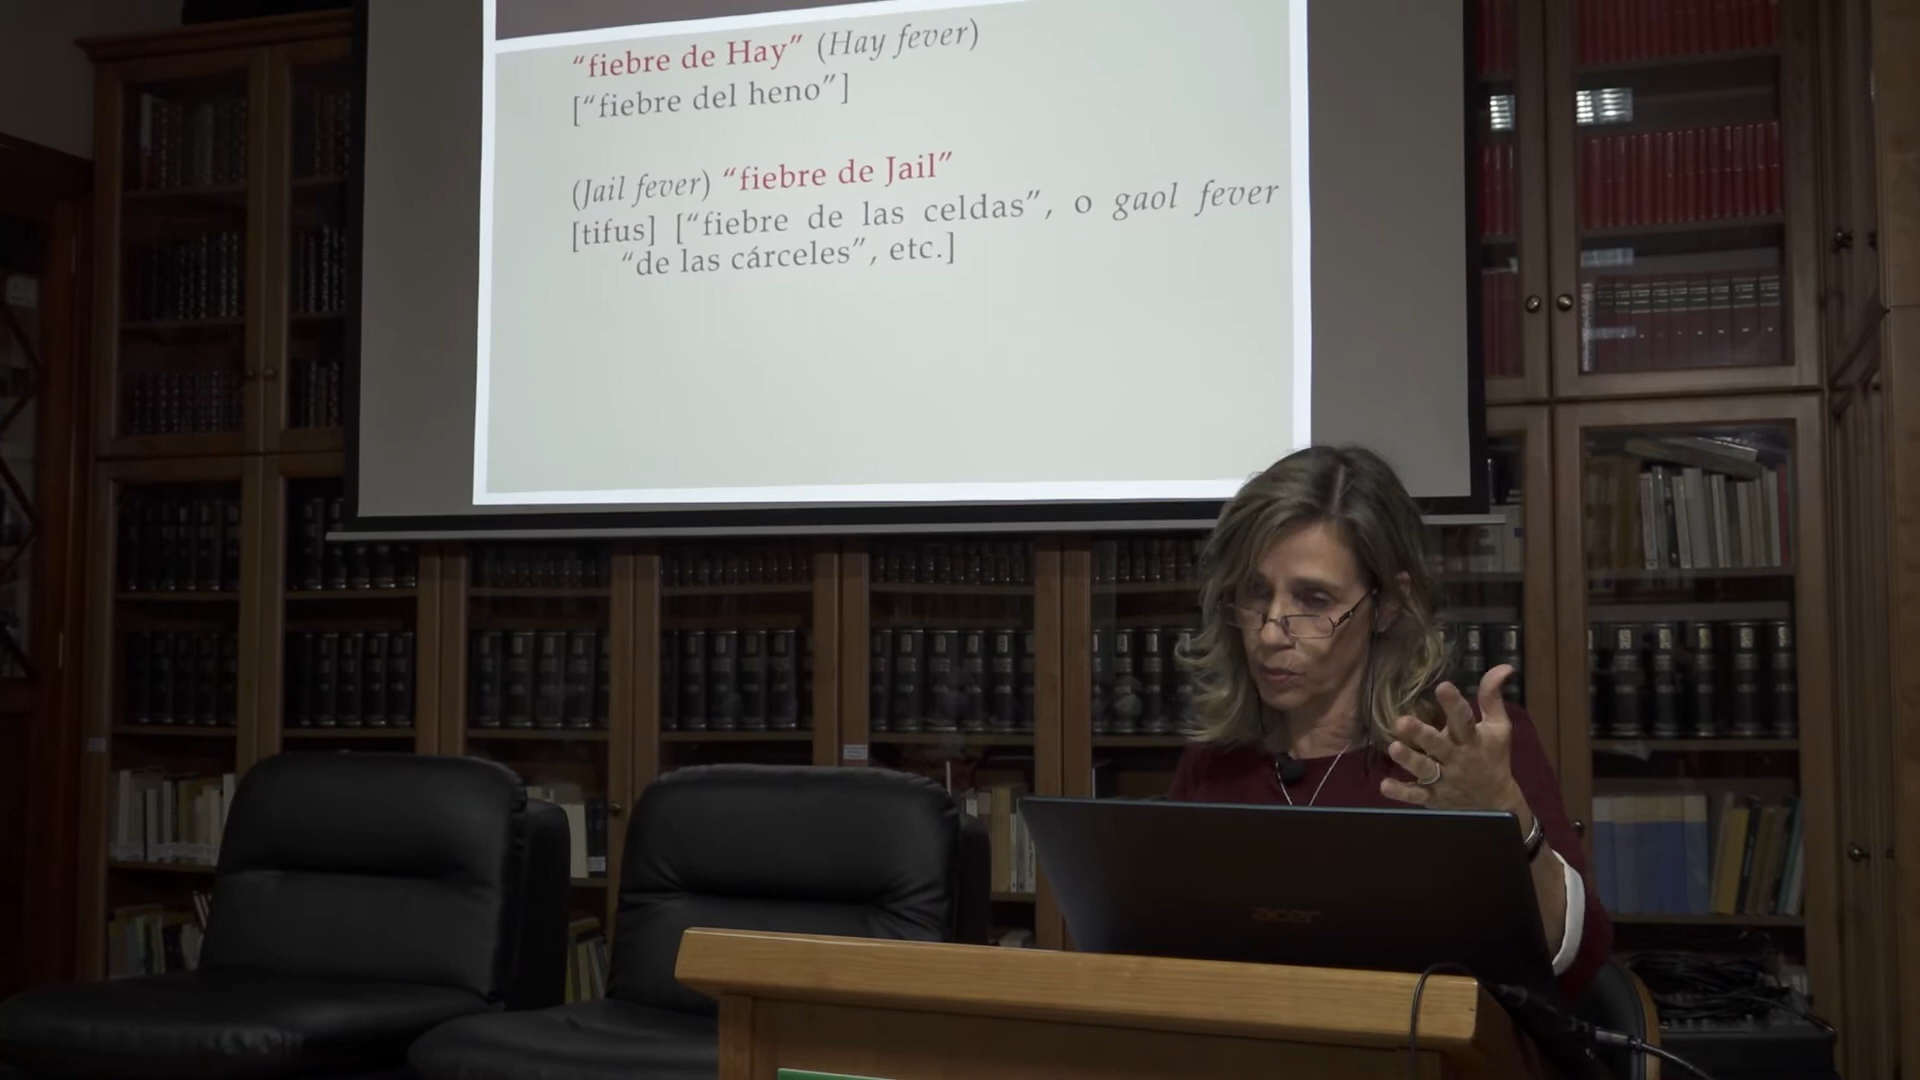 “fiebre de Hay” (Hay fever)
[“fiebre del heno”]
(Jail fever) “fiebre de Jail”
[tifus] [“fiebre de las celdas”, o gaol fever
“de las cárceles”, etc.]
acer